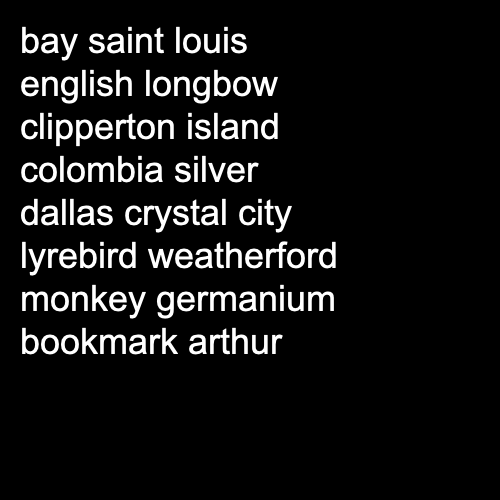 bay saint louis
english longbow
clipperton island
colombia silver
dallas crystal city
lyrebird weatherford
monkey germanium
bookmark arthur